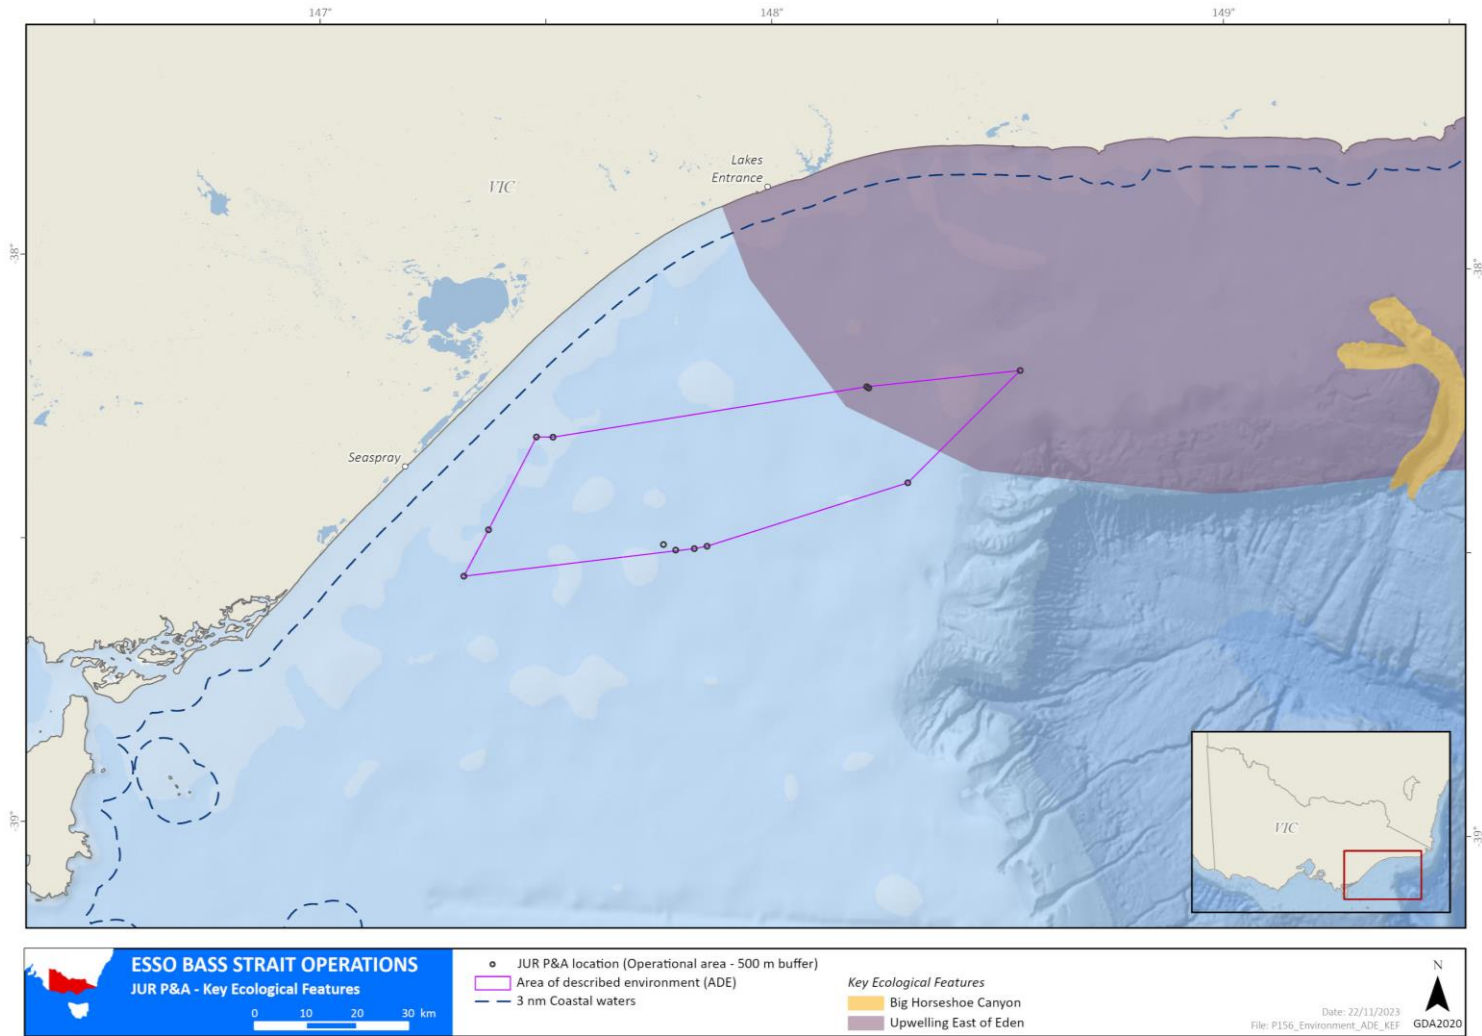 147°
148°
149°
Lakes
Entrance
VIC
-38°
-38°
Seaspray
-39°
-39°
VIC
ESSO BASS STRAIT OPERATIONS
JUR P&A - Key Ecological Features
0 10 20 30 km
JUR P&A location (Operational area - 500 m buffer)
Area of described environment (ADE)
3 nm Coastal waters
Key Ecological Features
Big Horseshoe Canyon
Upwelling East of Eden
N
Date: 22/11/2023
File: P156_Environment_ADE_KEF
GDA2020